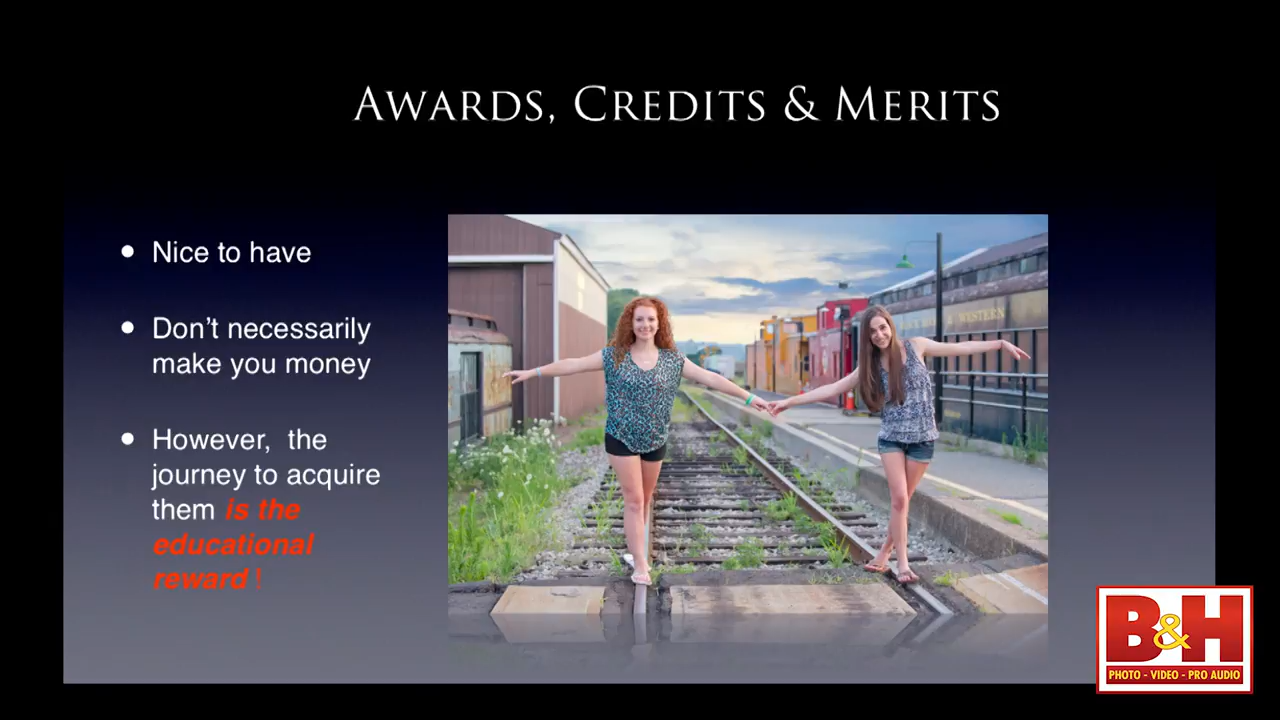 AWARDS, CREDITS & MERITS
• Nice to have
• Don't necessarily
make you money
• However,  the
journey to acquire
them is the
educational
reward !
WESTERN
B&H
PHOTO - VIDEO - PRO AUDIO